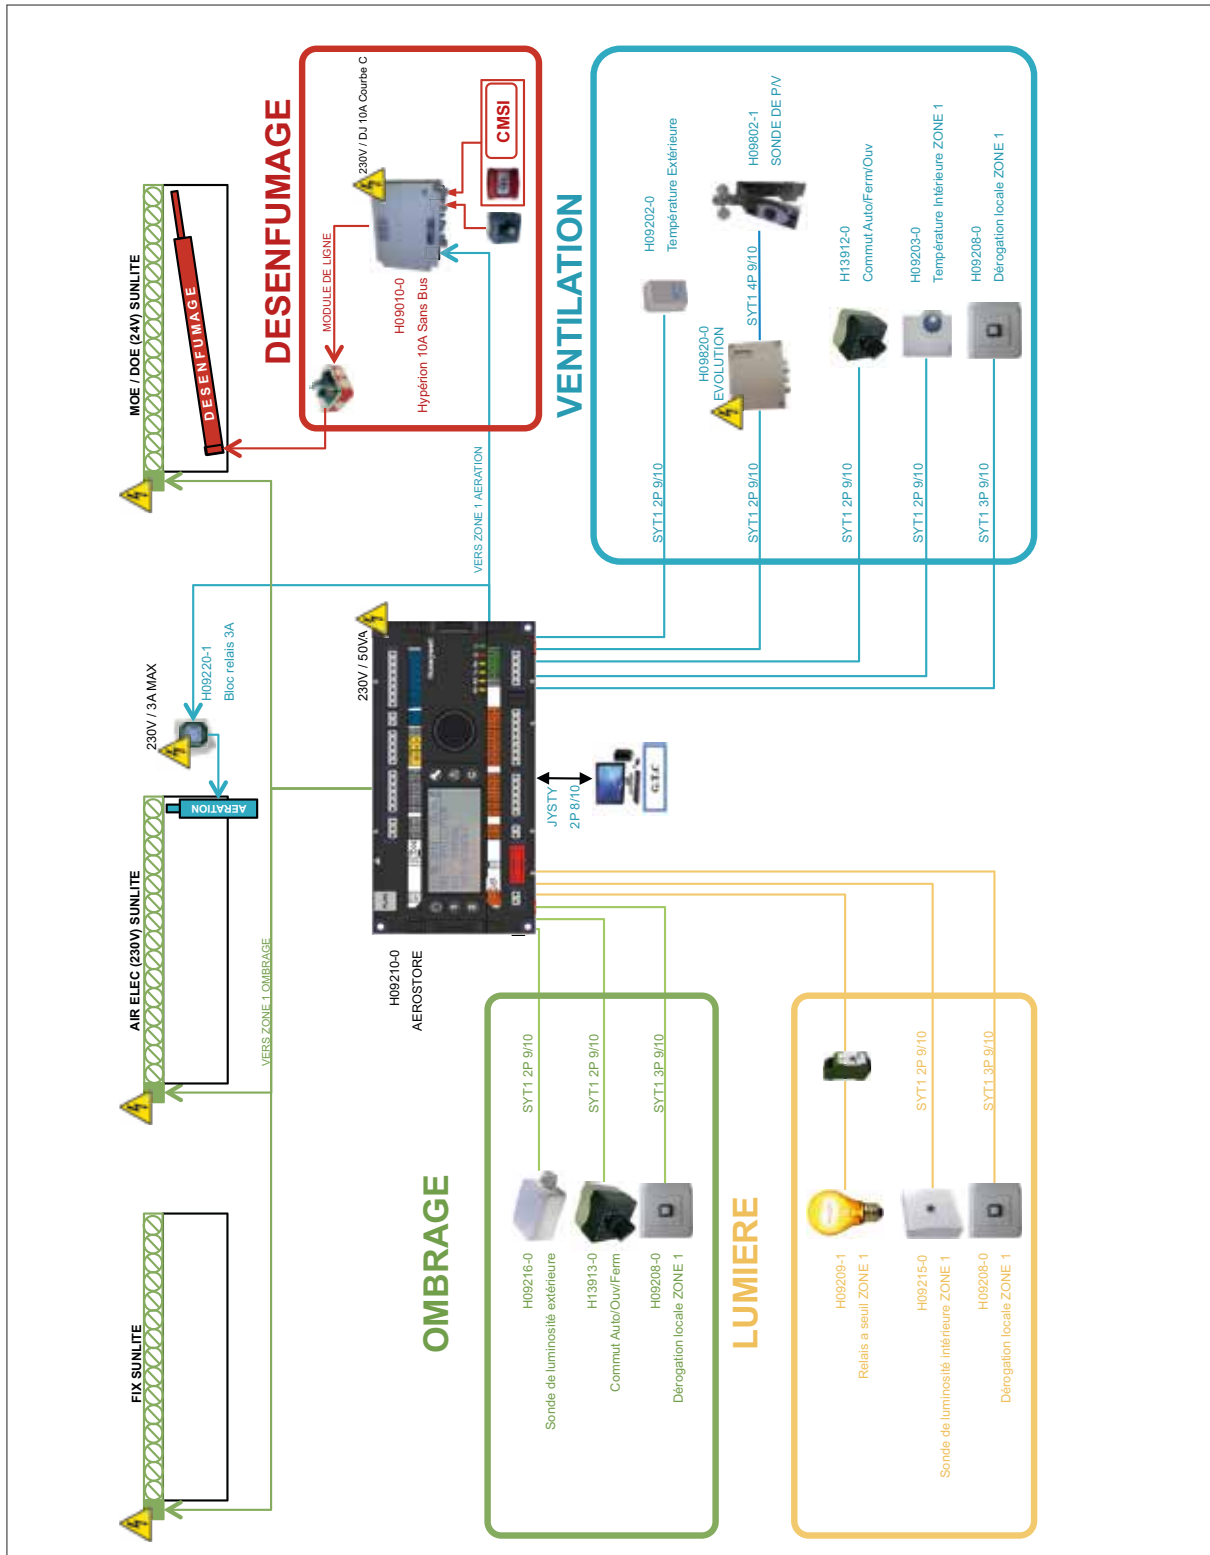 FIX SUNLITE
AIR ELEC (230V) SUNLITE
MOE / DOE (24V) SUNLITE
VERS ZONE 1 OMBRAGE
AERATION
230V / 3A MAX
H09220-1
Bloc relais 3A
DESENFUMAGE
DESENFUMAGE
MODULE DE LIGNE
230V / DJ 10A Courbe C
H09010-0
Hypérion 10A Sans Bus
CMSI
VERS ZONE 1 AERATION
230V / 50VA
H09210-0
AEROSTORE
JYSTY
2P 8/10
G.T.C
VENTILATION
SYT1 2P 9/10
H09202-0
Température Extérieure
SYT1 2P 9/10
H09820-0
EVOLUTION
SYT1 4P 9/10
H09802-1
SONDE DE P/V
SYT1 2P 9/10
H13912-0
Commut Auto/Ferm/Ouv
SYT1 2P 9/10
H09203-0
Température Intérieure ZONE 1
SYT1 3P 9/10
H09208-0
Dérogation locale ZONE 1
OMBRAGE
H09216-0
Sonde de luminosité extérieure
SYT1 2P 9/10
H13913-0
Commut Auto/Ouv/Ferm
SYT1 2P 9/10
H09208-0
Dérogation locale ZONE 1
SYT1 3P 9/10
LUMIERE
H09209-1
Relais a seuil ZONE 1
H09215-0
Sonde de luminosité intérieure ZONE 1
SYT1 2P 9/10
H09208-0
Dérogation locale ZONE 1
SYT1 3P 9/10